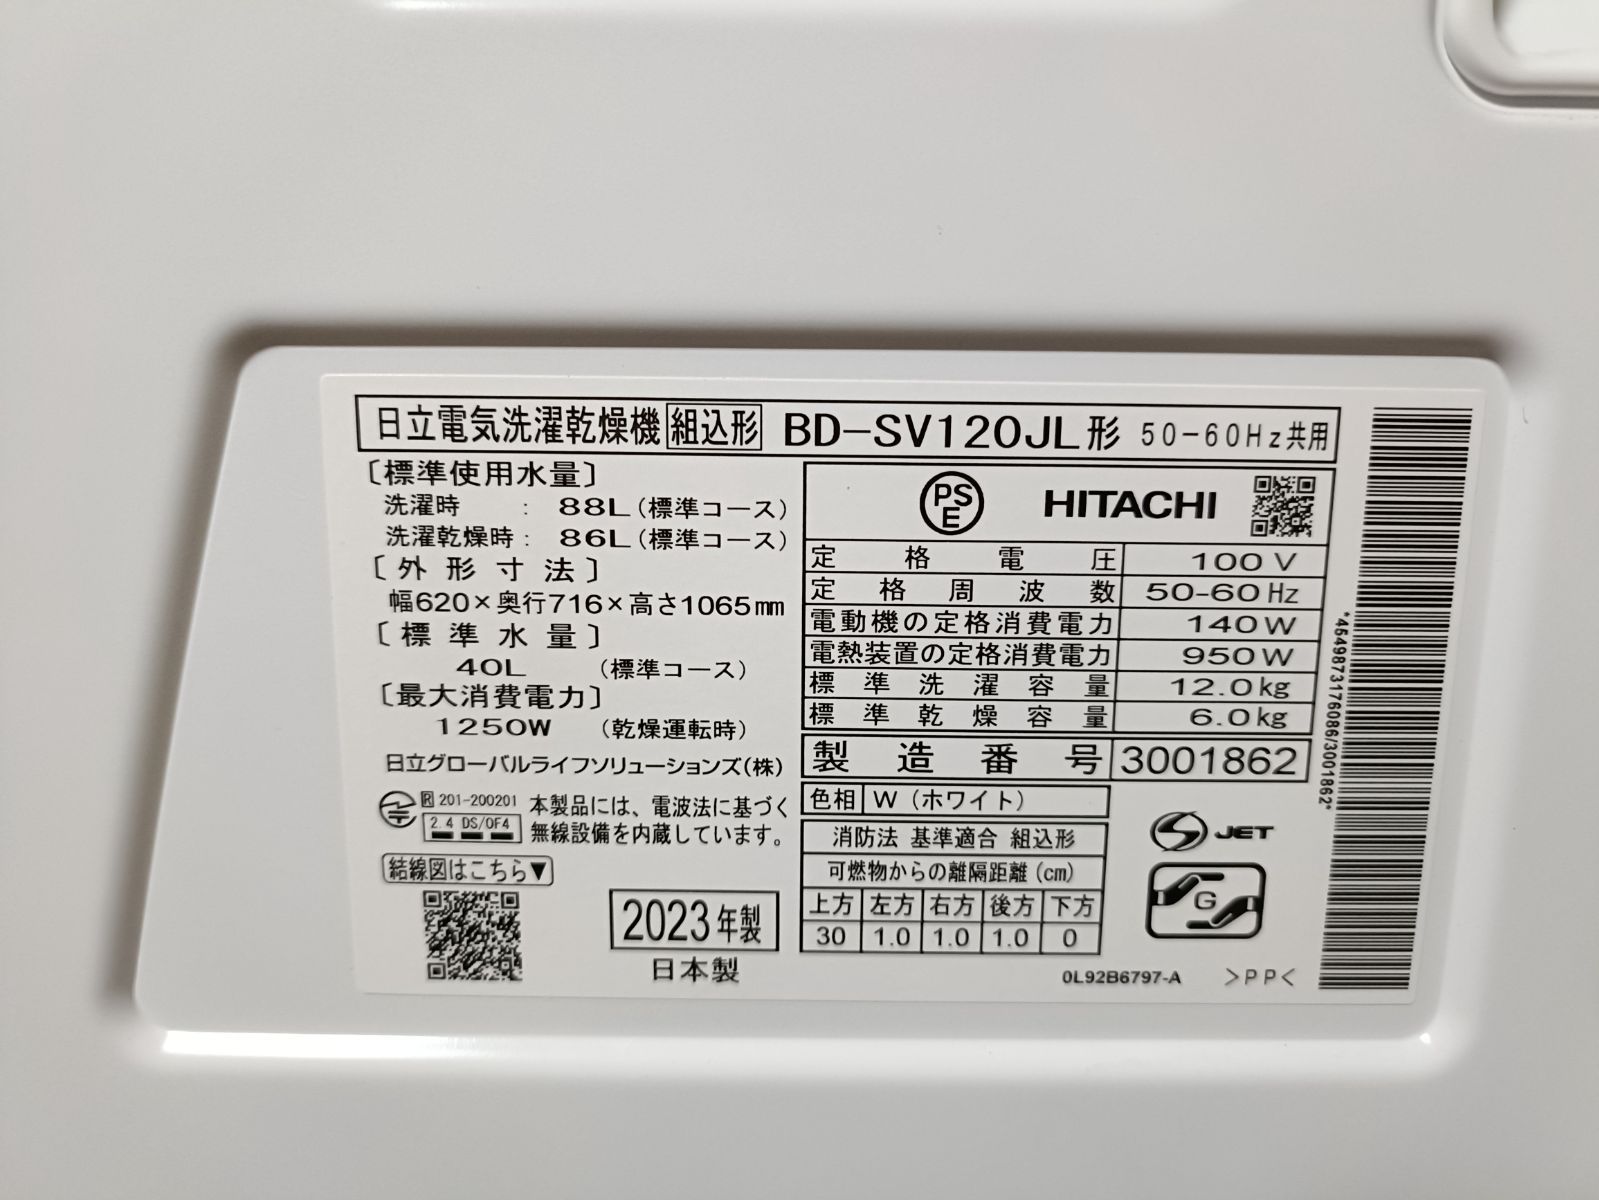 日立電気洗濯乾燥機 組込形 BD-SV120JL形 50-60Hz共用
〔標準使用水量〕
洗濯時 : 88L(標準コース)
洗濯乾燥時: 86L(標準コース)
〔外形寸法〕
幅620×奥行716×高さ1065mm
〔標準水量〕
40L (標準コース)
〔最大消費電力〕
1250W (乾燥運転時)
日立グローバルライフソリューションズ(株)
R 201-200201 本製品には、電波法に基づく
2.4 DS/OF4 無線設備を内蔵しています。
結線図はこちら▼
2023年製
日本製
PSE HITACHI
定格電圧 100V
定格周波数 50-60Hz
電動機の定格消費電力 140W
電熱装置の定格消費電力 950W
標準洗濯容量 12.0kg
標準乾燥容量 6.0kg
製造番号 3001862
色相 W(ホワイト)
消防法 基準適合 組込形
可燃物からの離隔距離(cm)
上方 左方 右方 後方 下方
30 1.0 1.0 1.0 0
S JET
G
0L92B6797-A >PP<
*4549873176086/3001862*